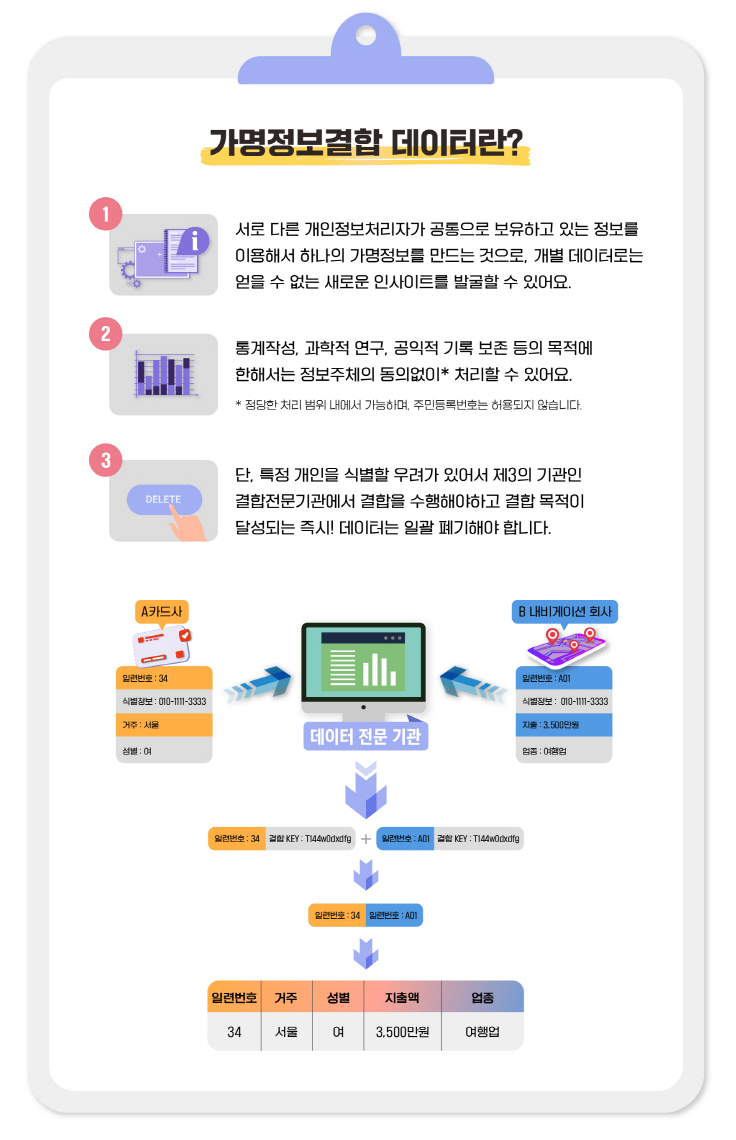 가명정보결합 데이터란?
1
서로 다른 개인정보처리자가 공통으로 보유하고 있는 정보를
이용해서 하나의 가명정보를 만드는 것으로, 개별 데이터로는
얻을 수 없는 새로운 인사이트를 발굴할 수 있어요.
2
통계작성, 과학적 연구, 공익적 기록 보존 등의 목적에
한해서는 정보주체의 동의없이* 처리할 수 있어요.
* 정당한 처리 범위 내에서 가능하며, 주민등록번호는 허용되지 않습니다.
3
DELETE
단, 특정 개인을 식별할 우려가 있어서 제3의 기관인
결합전문기관에서 결합을 수행해야하고 결합 목적이
달성되는 즉시! 데이터는 일괄 폐기해야 합니다.
A카드사
일련번호 : 34
식별정보 : 010-1111-3333
거주 : 서울
성별 : 여
데이터 전문 기관
B 내비게이션 회사
일련번호 : A01
식별정보 : 010-1111-3333
지출 : 3,500만원
업종 : 여행업
일련번호 : 34 결합 KEY : T144w0dxdfg + 일련번호 : A01 결합 KEY : T144w0dxdfg
일련번호 : 34 일련번호 : A01
일련번호 거주 성별 지출액 업종
34 서울 여 3,500만원 여행업